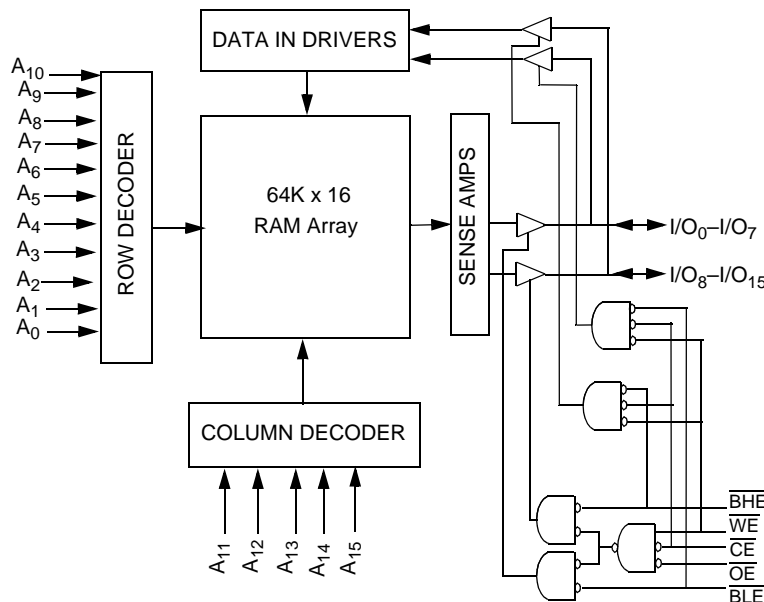 DATA IN DRIVERS
A10
A9
A8
A7
A6
A5
A4
A3
A2
A1
A0
ROW DECODER
64K x 16
RAM Array
SENSE AMPS
I/O0–I/O7
I/O8–I/O15
COLUMN DECODER
A11
A12
A13
A14
A15
BHE
WE
CE
OE
BLE